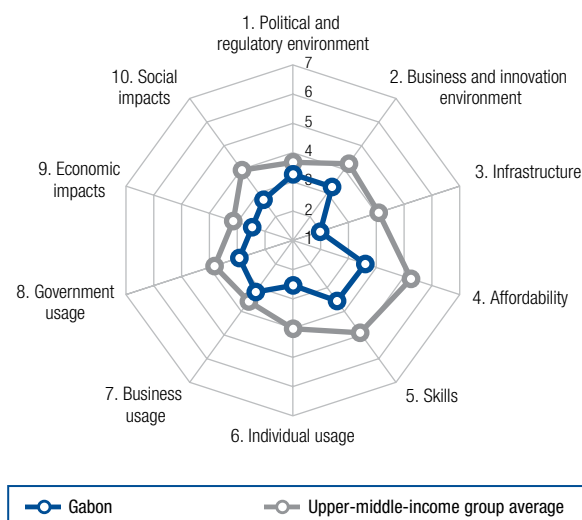 1. Political and
regulatory environment
2. Business and innovation
environment
3. Infrastructure
4. Affordability
5. Skills
6. Individual usage
7. Business
usage
8. Government
usage
9. Economic
impacts
10. Social
impacts
7
6
5
4
3
2
1
Gabon
Upper-middle-income group average